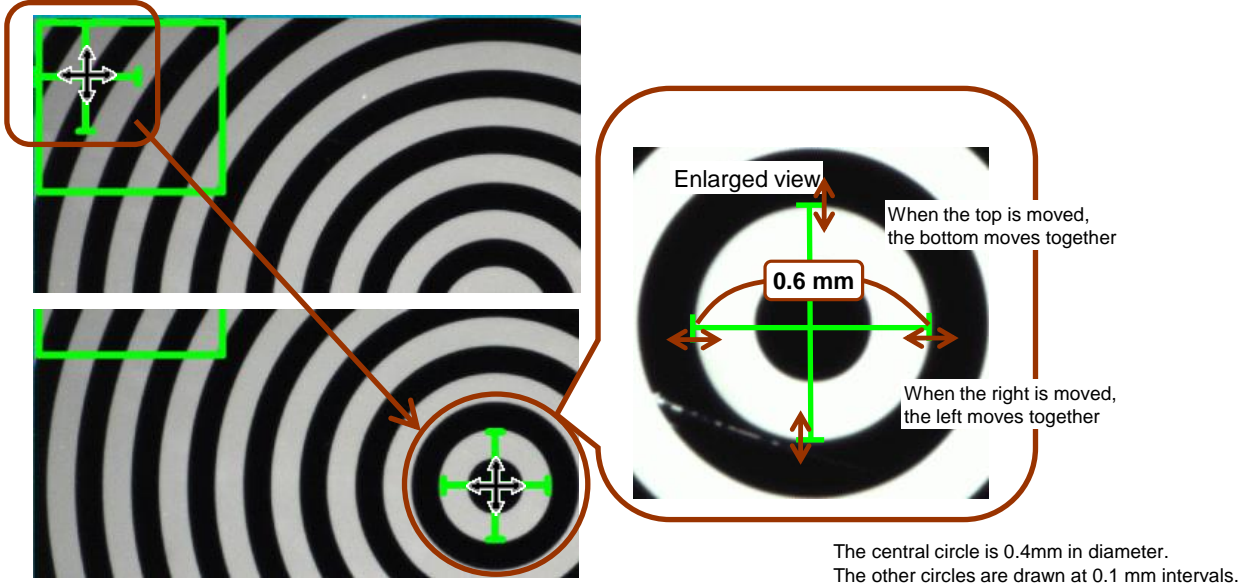 Enlarged view
When the top is moved,
the bottom moves together
0.6 mm
When the right is moved,
the left moves together
The central circle is 0.4mm in diameter.
The other circles are drawn at 0.1 mm intervals.